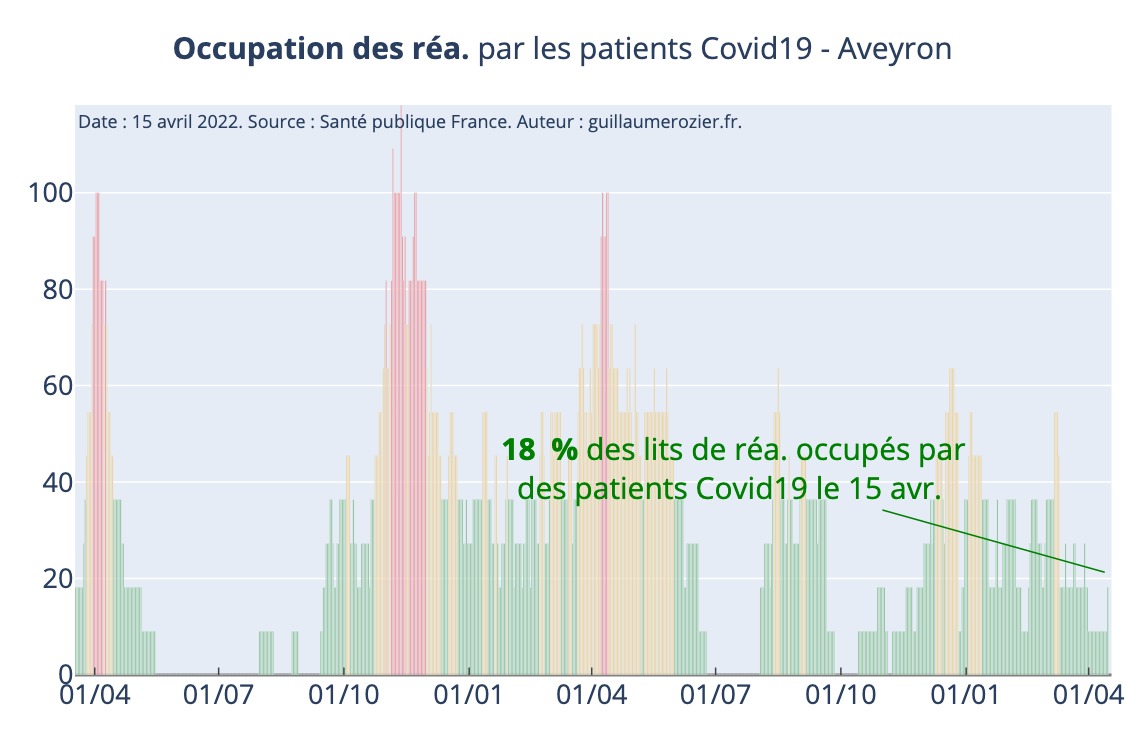 Occupation des réa. par les patients Covid19 - Aveyron
Date : 15 avril 2022. Source : Santé publique France. Auteur : guillaumerozier.fr.
100
80
60
18 % des lits de réa. occupés par
des patients Covid19 le 15 avr.
40
20
0
01/04 01/07 01/10 01/01 01/04 01/07 01/10 01/01 01/04